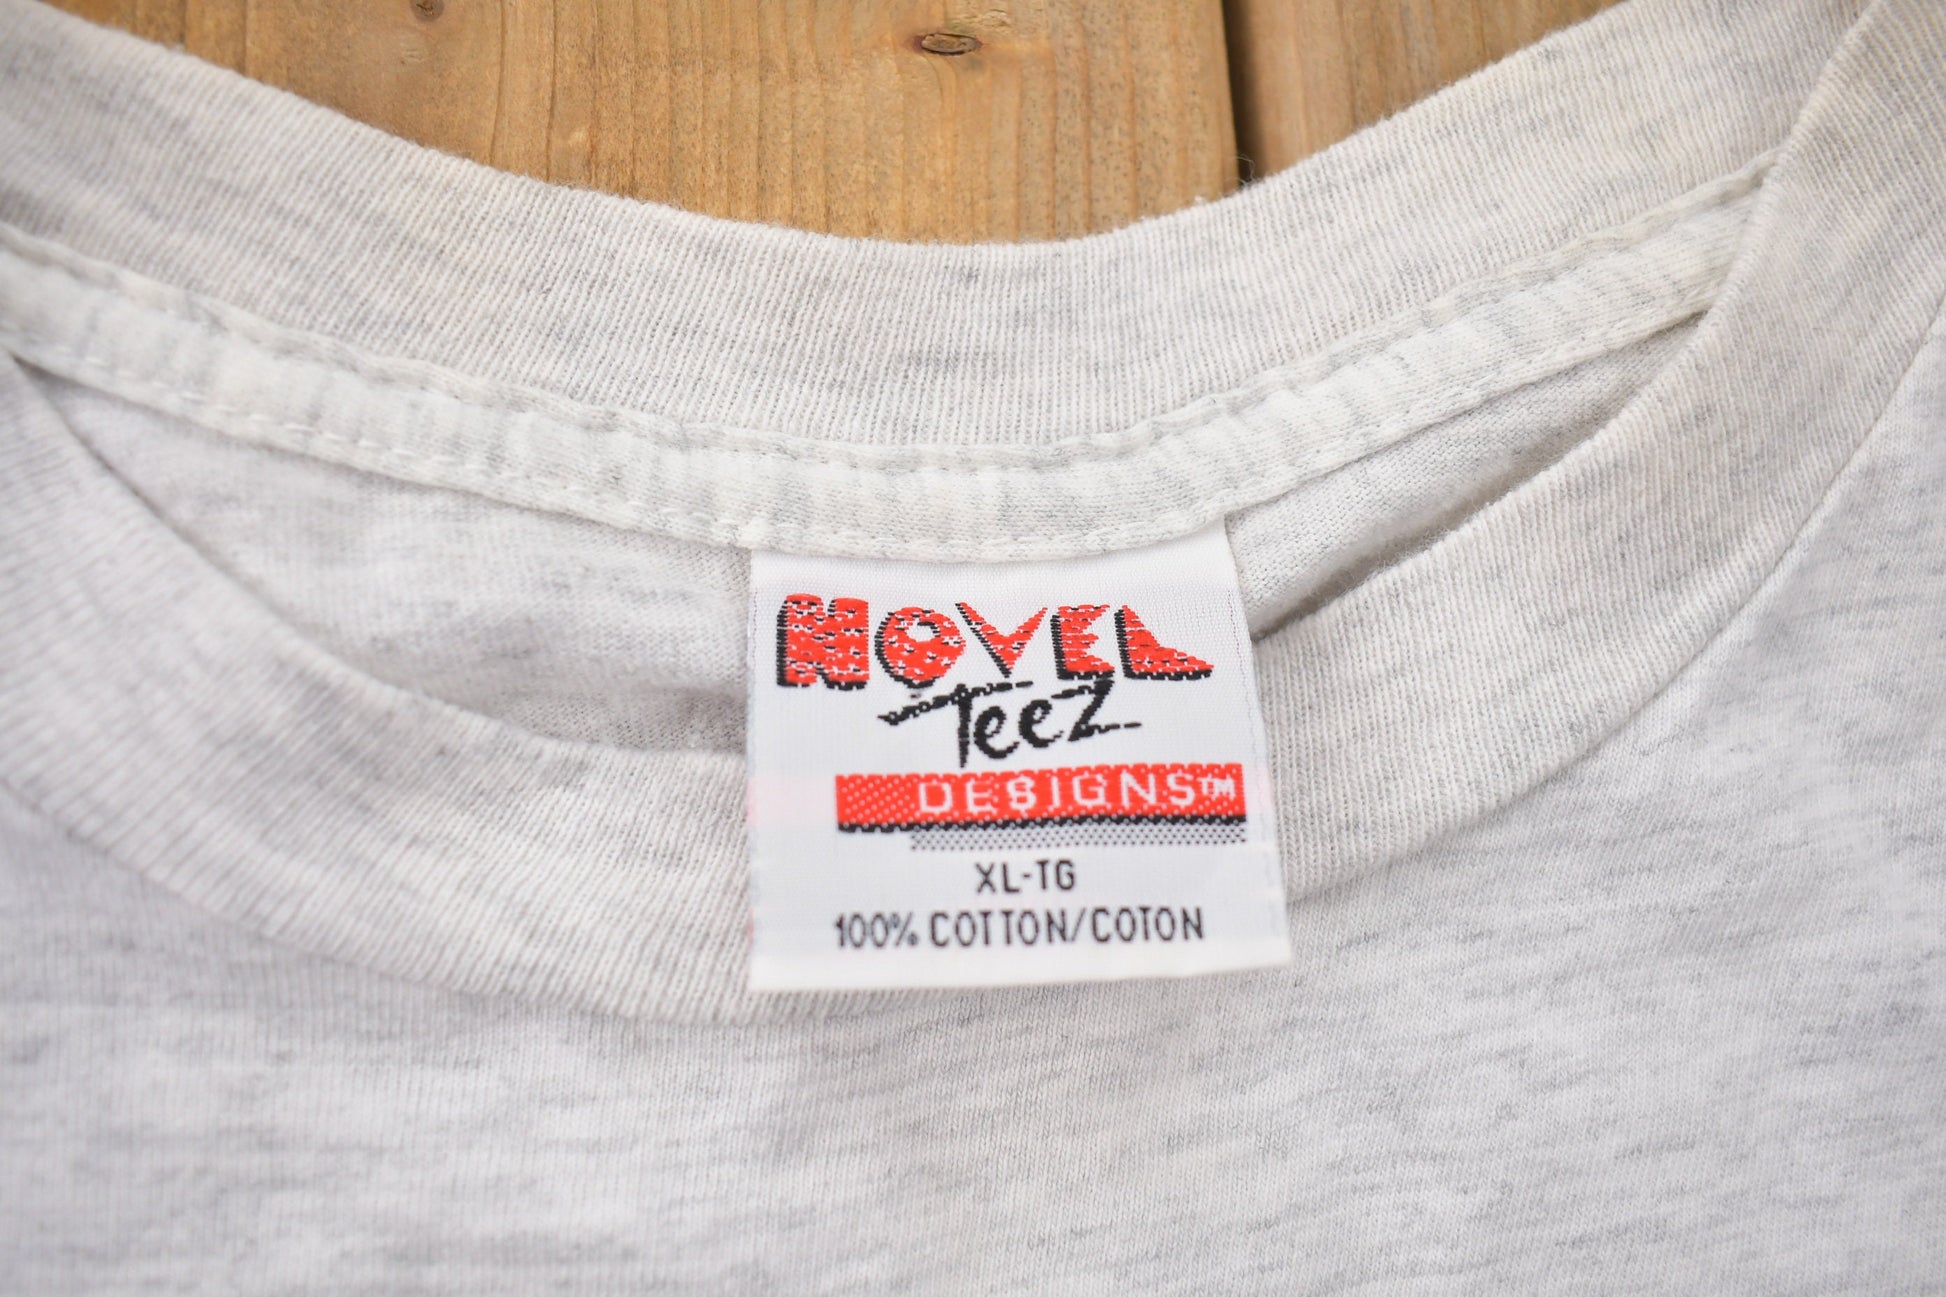 NOVEL
TeeZ
DESIGNS™
XL-TG
100% COTTON/COTON